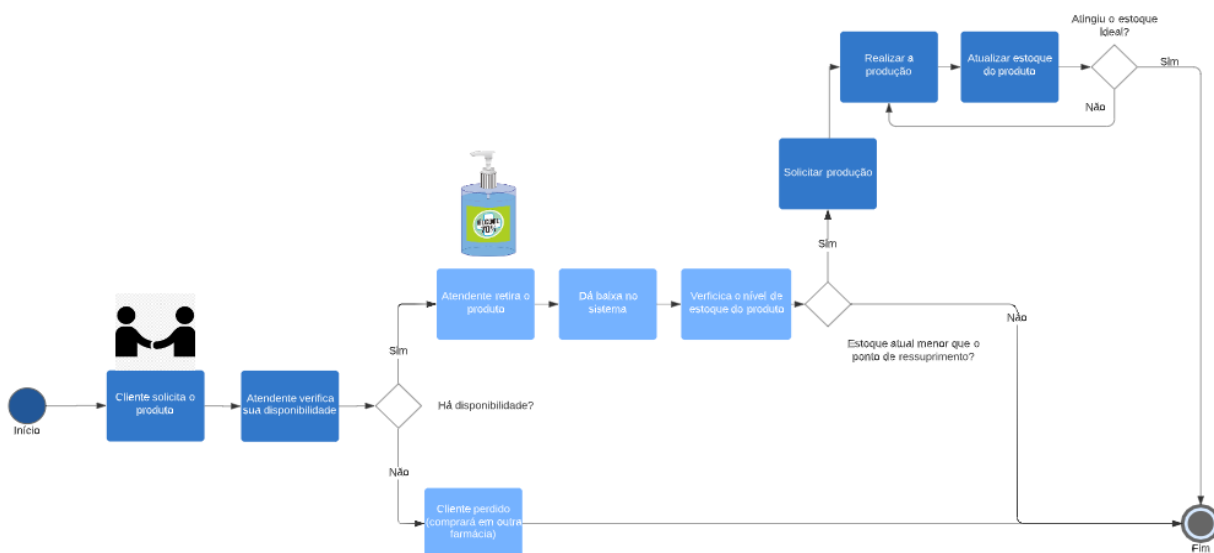 Atingiu o estoque
ideal?
Realizar a
produção
Atualizar estoque
do produto
Sim
Não
Solicitar produção
70%
Sim
Atendente retira o
produto
Dá baixa no
sistema
Verficica o nível de
estoque do produto
Não
Estoque atual menor que o
ponto de ressuprimento?
Sim
Cliente solicita o
produto
Atendente verifica
sua disponibilidade
Há disponibilidade?
Início
Não
Cliente perdido
(comprará em outra
farmácia)
Fim